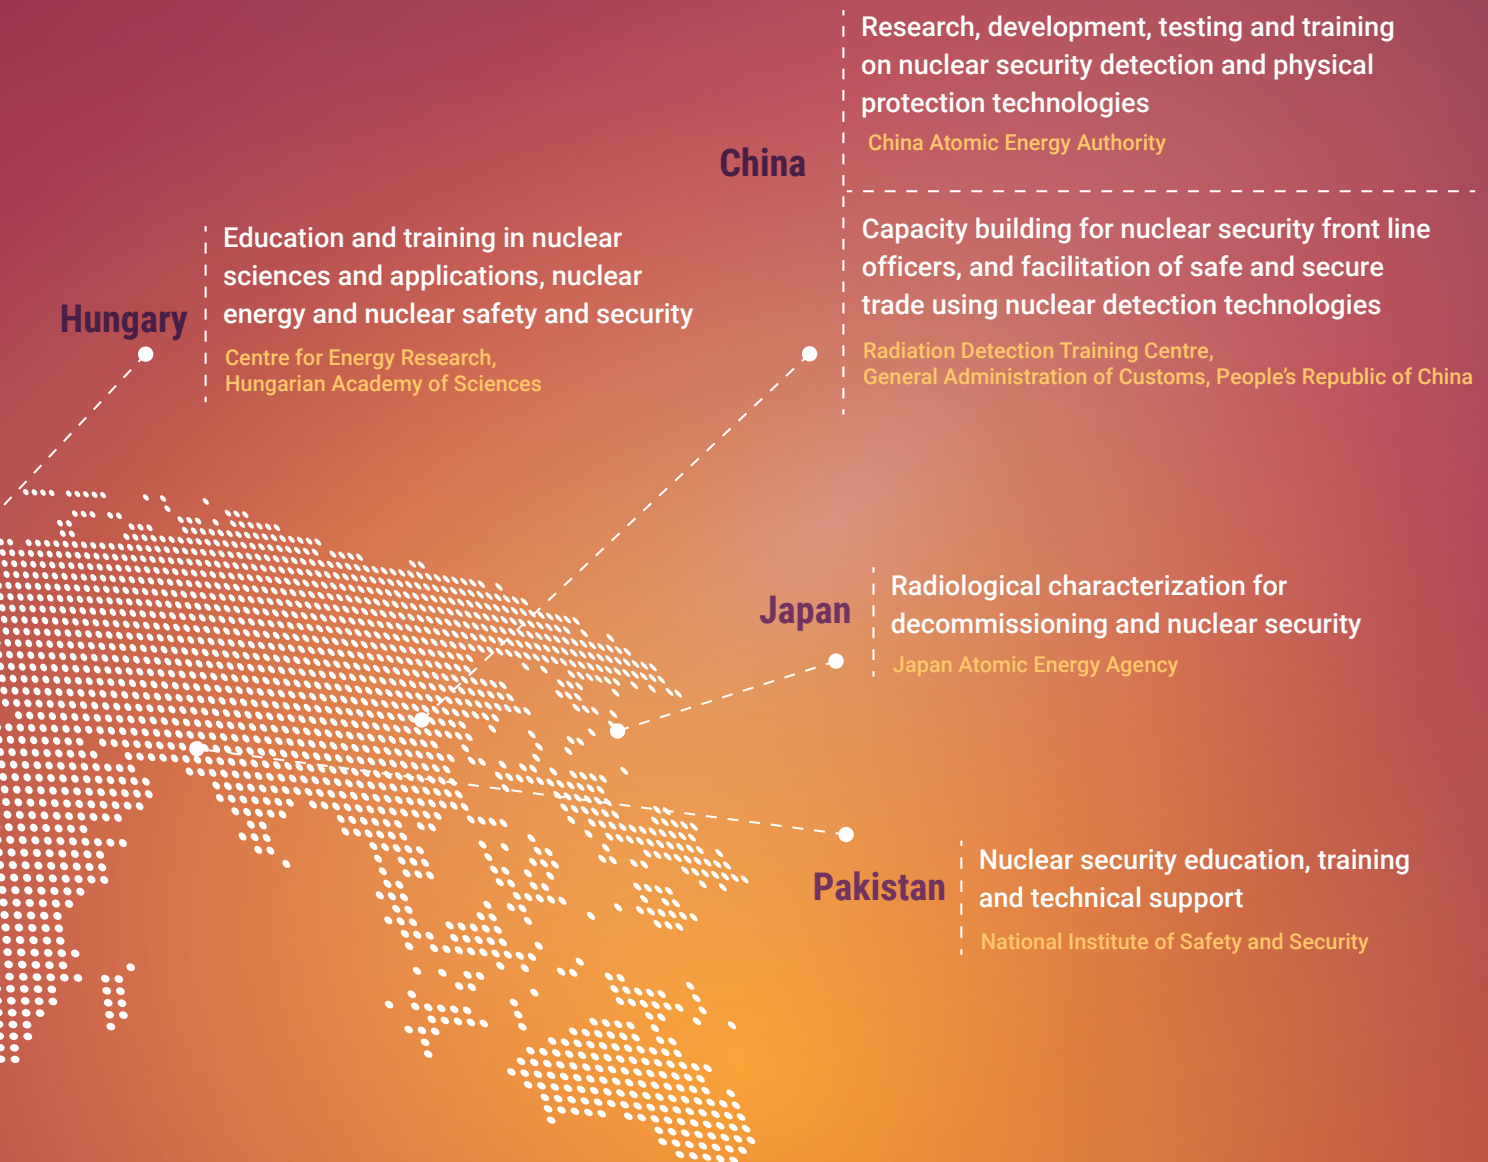 Research, development, testing and training
on nuclear security detection and physical
protection technologies
China Atomic Energy Authority
China
Capacity building for nuclear security front line
officers, and facilitation of safe and secure
trade using nuclear detection technologies
Radiation Detection Training Centre,
General Administration of Customs, People’s Republic of China
Hungary
Education and training in nuclear
sciences and applications, nuclear
energy and nuclear safety and security
Centre for Energy Research,
Hungarian Academy of Sciences
Japan
Radiological characterization for
decommissioning and nuclear security
Japan Atomic Energy Agency
Pakistan
Nuclear security education, training
and technical support
National Institute of Safety and Security